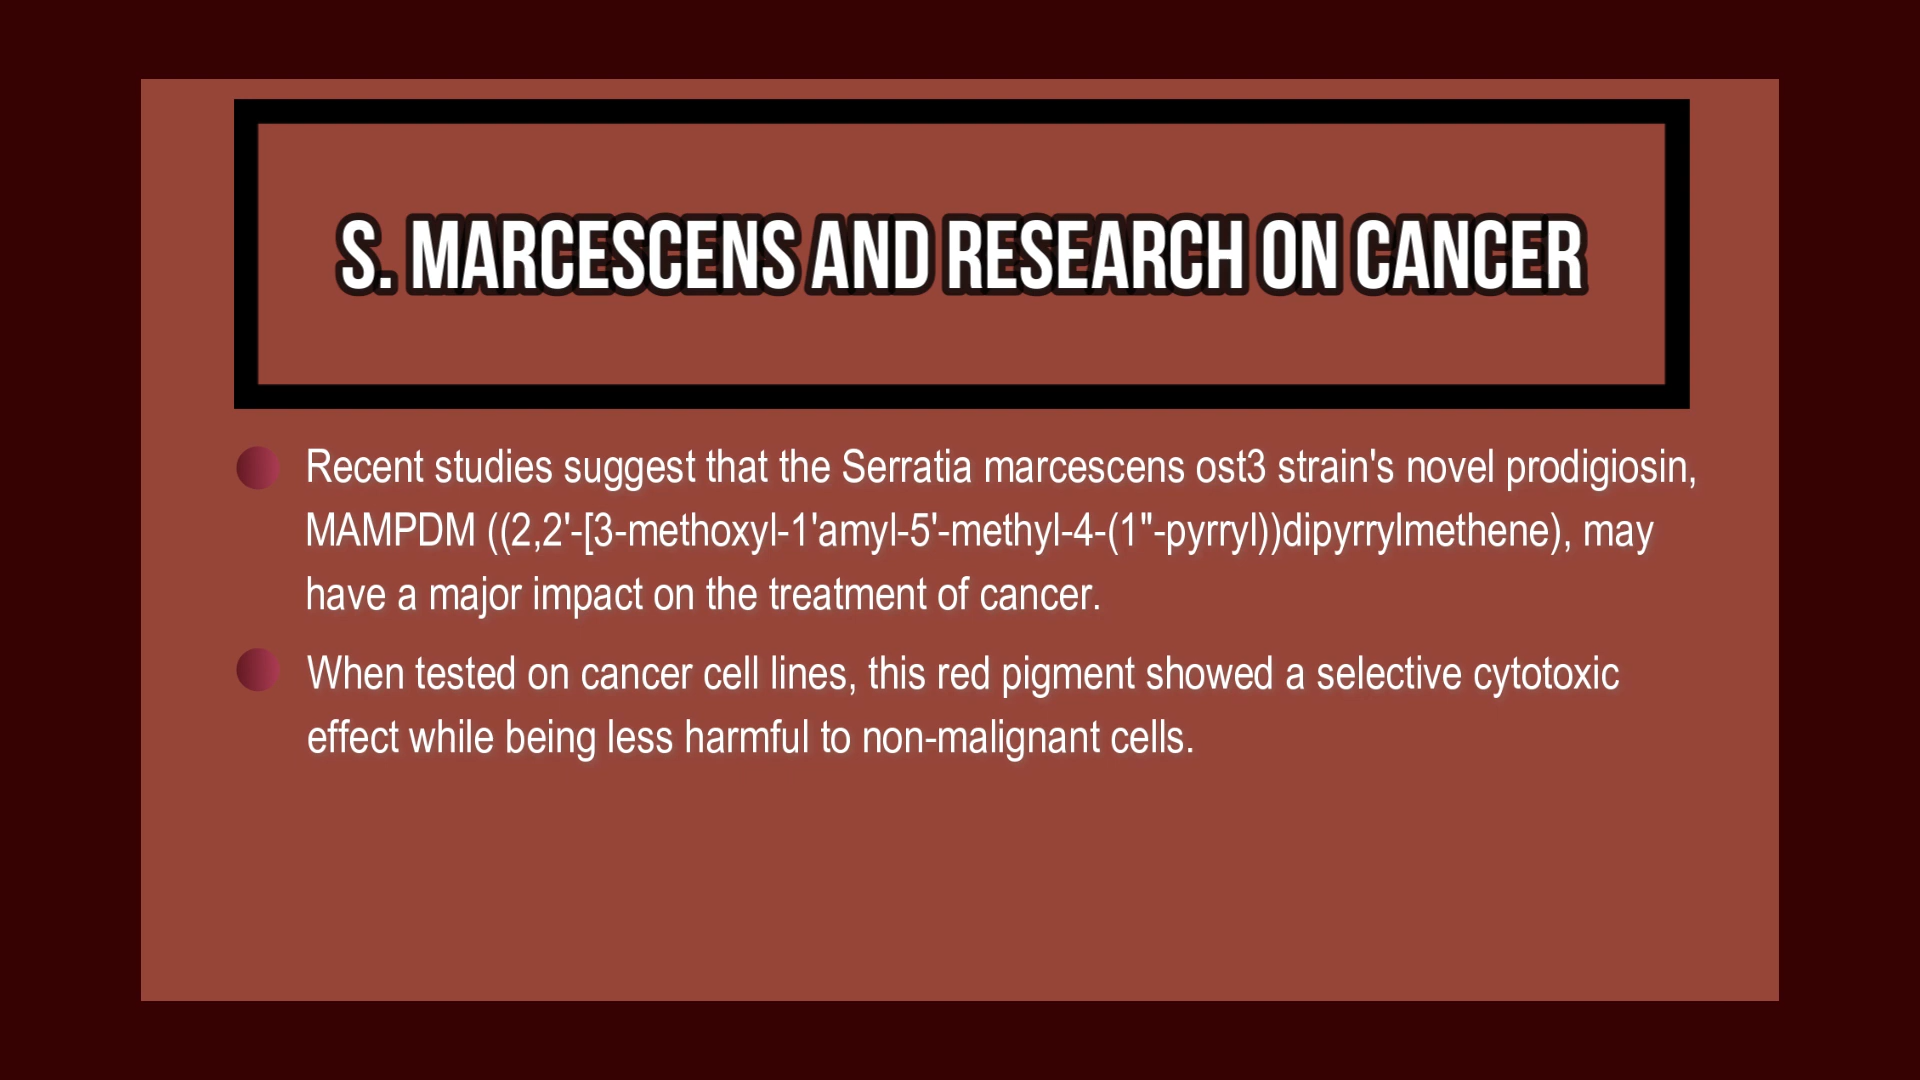 S. MARCESCENS AND RESEARCH ON CANCER
Recent studies suggest that the Serratia marcescens ost3 strain's novel prodigiosin,
MAMPDM ((2,2'-[3-methoxyl-1'amyl-5'-methyl-4-(1"-pyrryl))dipyrrylmethene), may
have a major impact on the treatment of cancer.
When tested on cancer cell lines, this red pigment showed a selective cytotoxic
effect while being less harmful to non-malignant cells.